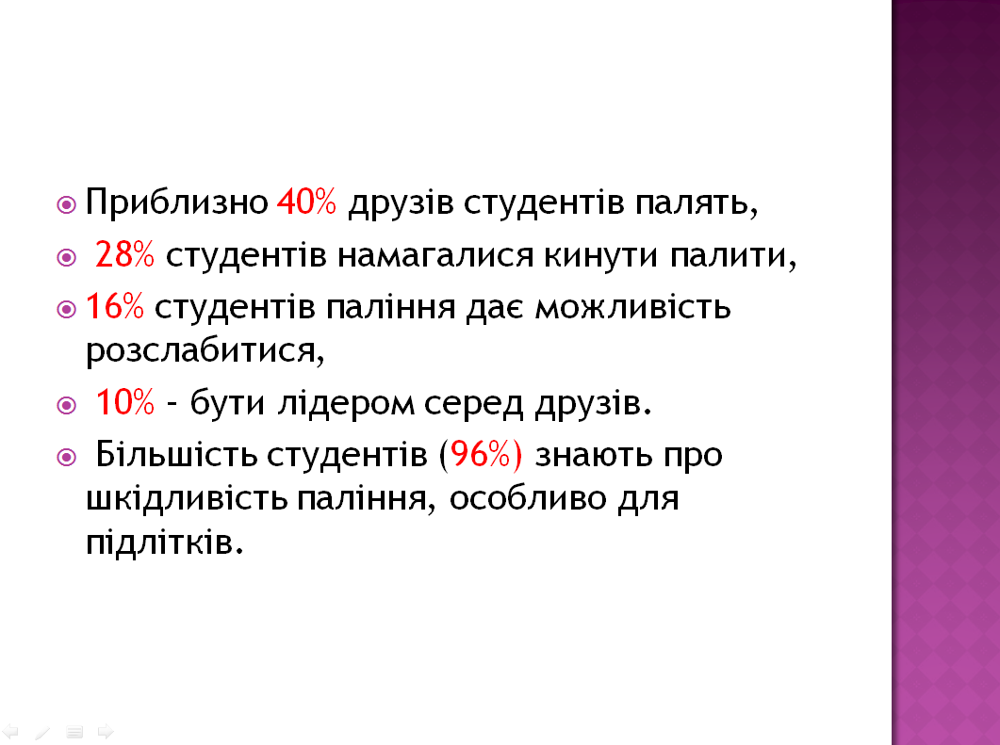 Приблизно 40% друзів студентів палять,
28% студентів намагалися кинути палити,
16% студентів паління дає можливість
розслабитися,
10% – бути лідером серед друзів.
Більшість студентів (96%) знають про
шкідливість паління, особливо для
підлітків.